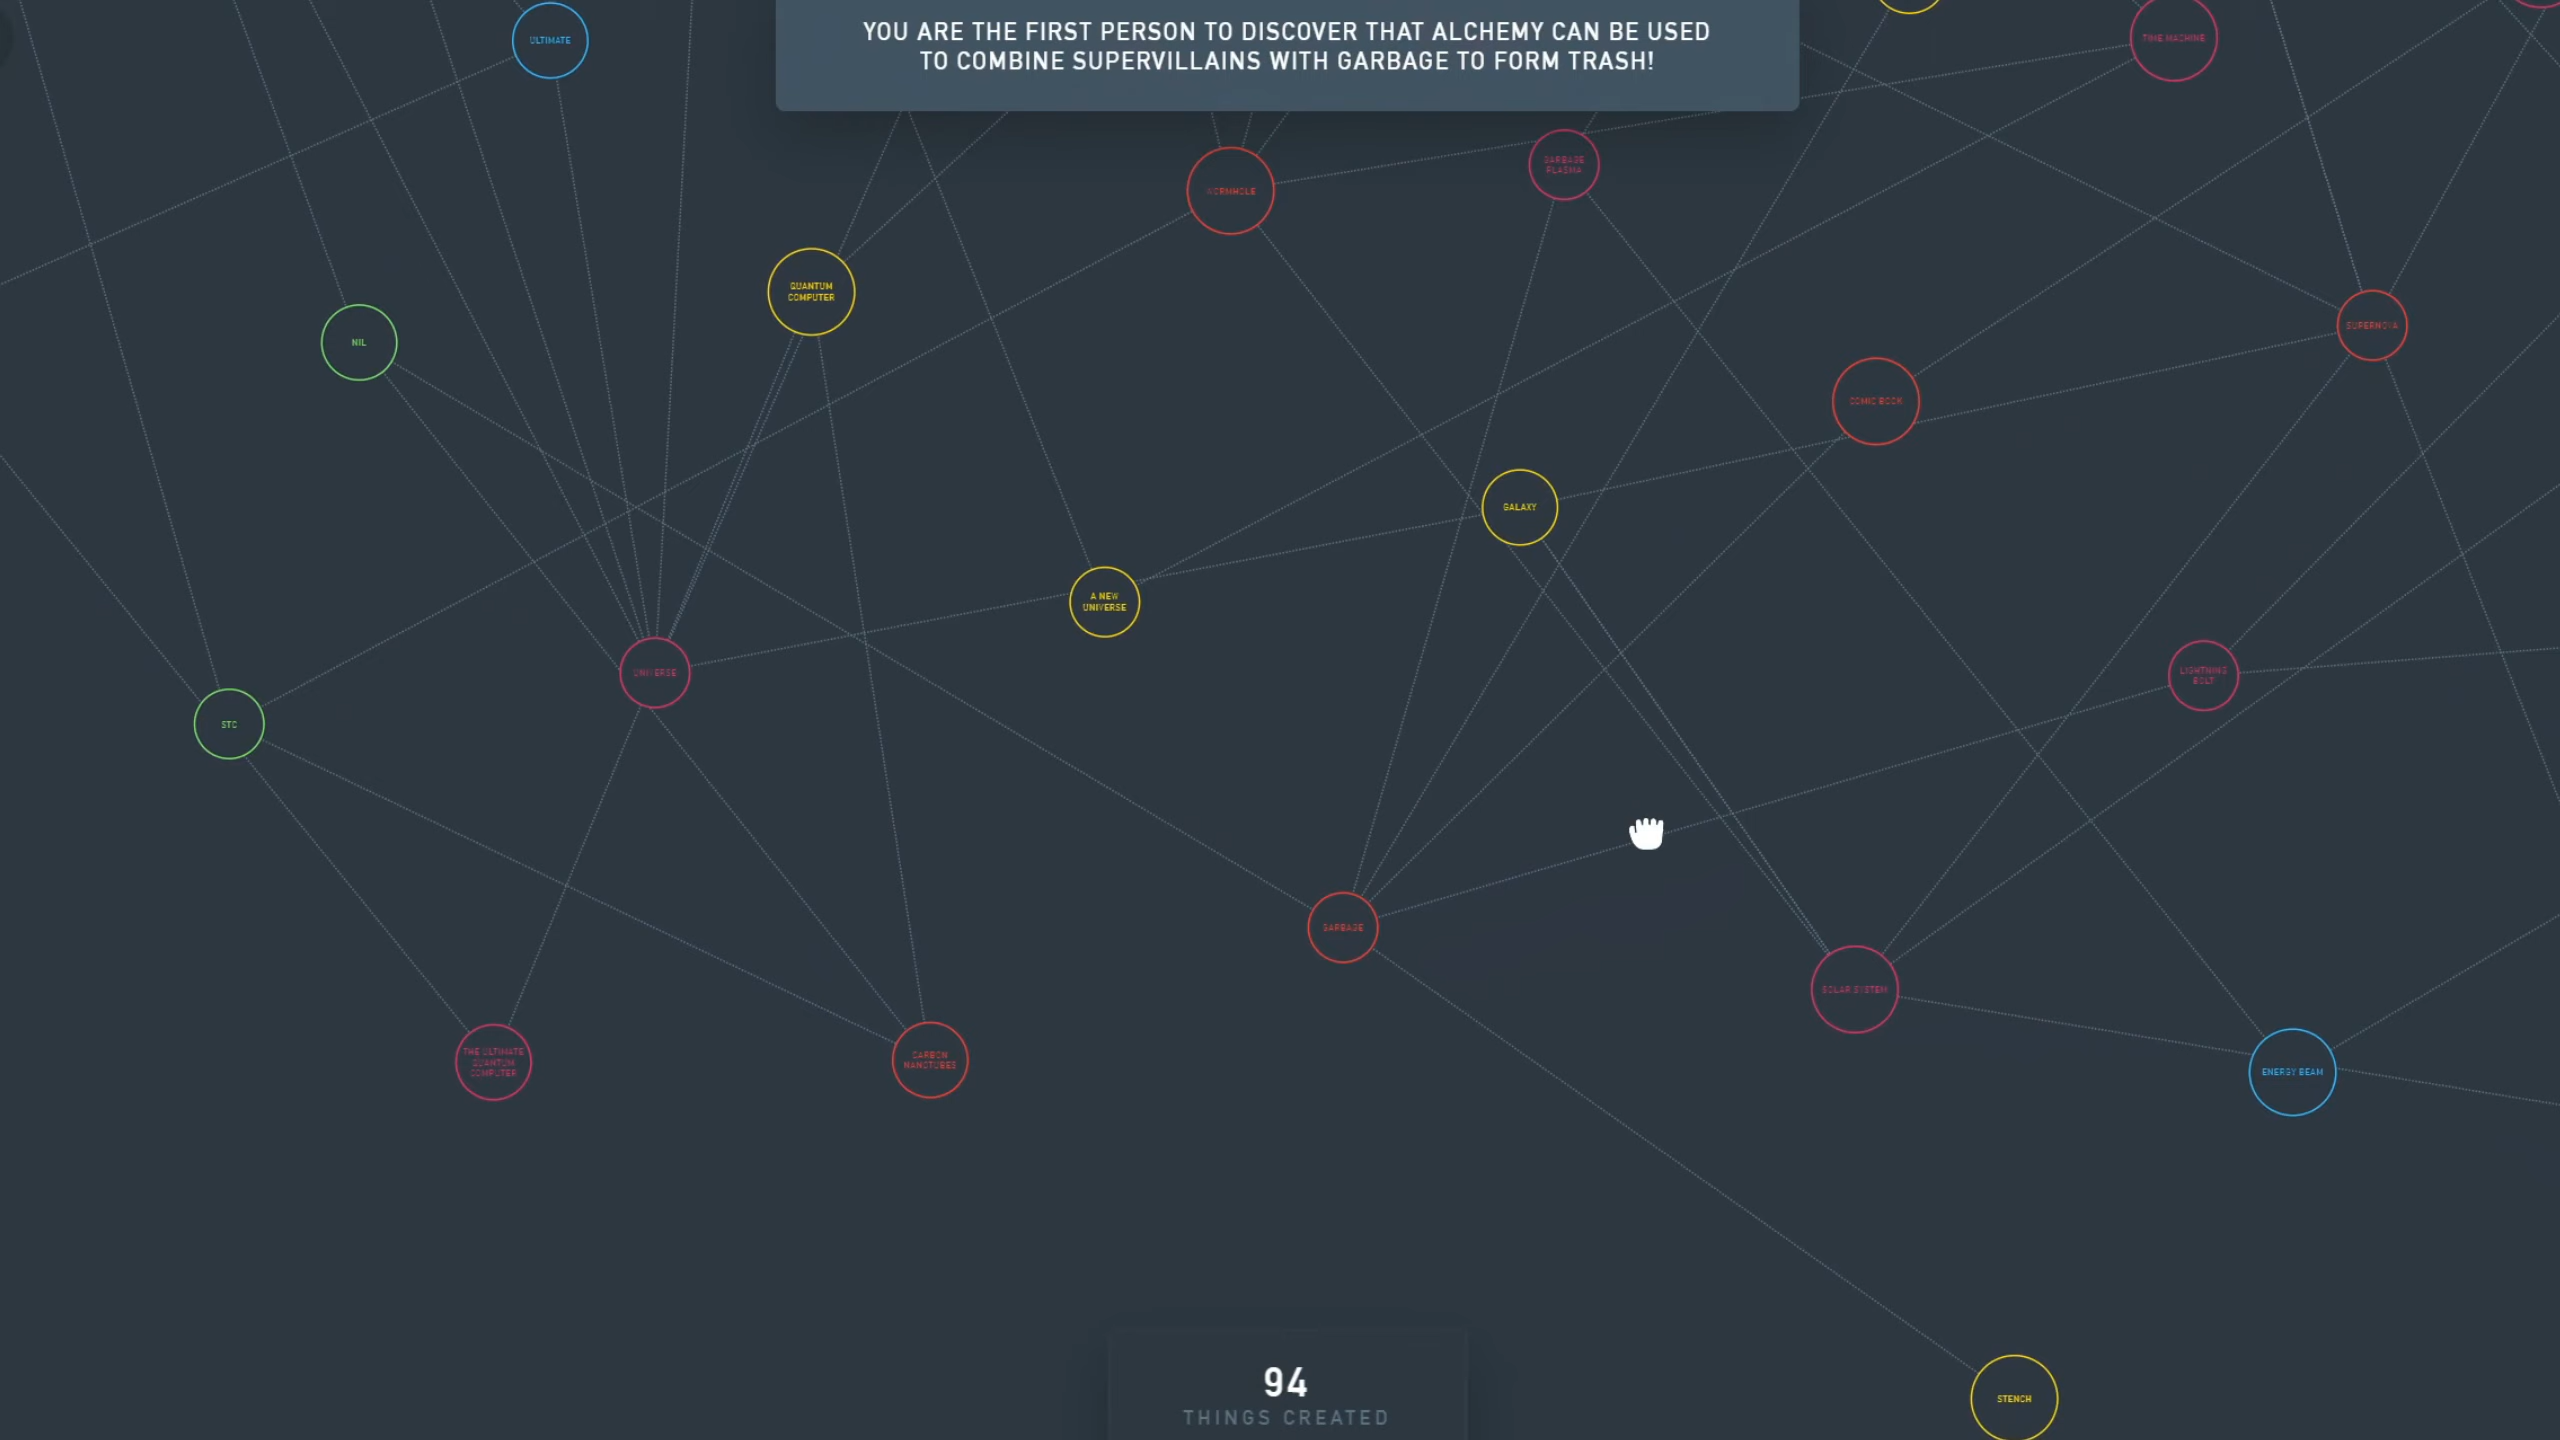 YOU ARE THE FIRST PERSON TO DISCOVER THAT ALCHEMY CAN BE USED
TO COMBINE SUPERVILLAINS WITH GARBAGE TO FORM TRASH!
ULTIMATE
TIME MACHINE
GARBAGE
PLASMA
WORMHOLE
QUANTUM
COMPUTER
NIL
SUPERNOVA
COMIC BOOK
GALAXY
A NEW
UNIVERSE
UNIVERSE
LIGHTNING
BOLT
STC
GARBAGE
SOLAR SYSTEM
THE ULTIMATE
QUANTUM
COMPUTER
CARBON
NANOTUBES
ENERGY BEAM
94
THINGS CREATED
STENCH